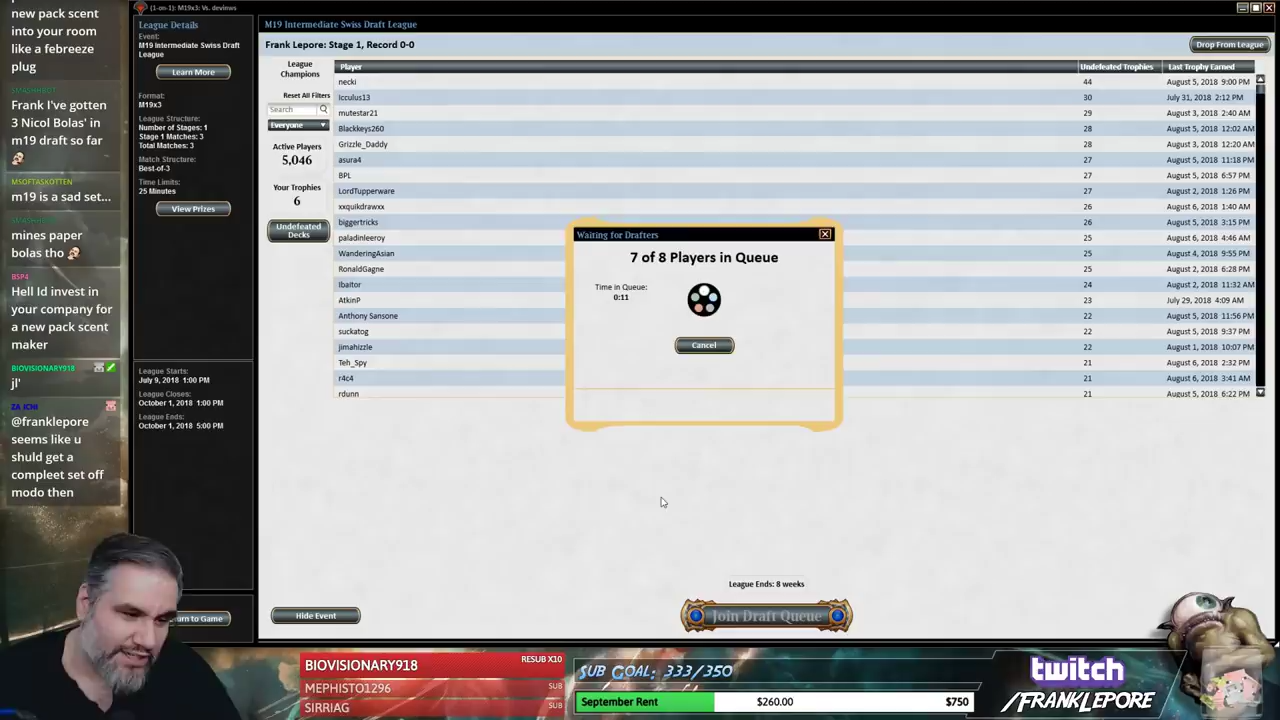 new pack scent
into your room
like a febreeze
plug
SMASHHBOT
Frank I've gotten
3 Nicol Bolas' in
m19 draft so far
MSOFTASKOTTEN
m19 is a sad set...
SMASHHBOT
mines paper
bolas tho
BSP4
Hell Id invest in
your company for
a new pack scent
maker
BIOVISIONARY918
jl'
ZA_ICHI
@franklepore
seems like u
shuld get a
compleet set off
modo then
(1-on-1): M19x3: Vs. devinws
League Details
Event:
M19 Intermediate Swiss Draft
League
Learn More
Format:
M19x3
League Structure:
Number of Stages: 1
Stage 1 Matches: 3
Total Matches: 3
Match Structure:
Best-of-3
Time Limits:
25 Minutes
View Prizes
League Starts:
July 9, 2018 1:00 PM
League Closes:
October 1, 2018 1:00 PM
League Ends:
October 1, 2018 5:00 PM
urn to Game
M19 Intermediate Swiss Draft League
Frank Lepore: Stage 1, Record 0-0
Drop From League
League
Champions
Reset All Filters
Search
Everyone
Active Players
5,046
Your Trophies
6
Undefeated
Decks
Player Undefeated Trophies Last Trophy Earned
necki 44 August 5, 2018 9:00 PM
Icculus13 30 July 31, 2018 2:12 PM
mutestar21 29 August 3, 2018 2:40 AM
Blackkeys260 28 August 5, 2018 12:02 AM
Grizzle_Daddy 28 August 3, 2018 12:20 AM
asura4 27 August 5, 2018 11:18 PM
BPL 27 August 5, 2018 6:57 PM
LordTupperware 27 August 2, 2018 1:26 PM
xxquikdrawxx 26 August 6, 2018 1:40 AM
biggertricks 26 August 5, 2018 3:15 PM
paladinleeroy 25 August 6, 2018 4:46 AM
WanderingAsian 25 August 4, 2018 9:55 PM
RonaldGagne 25 August 6, 2018 2:28 PM
lbaitor 24 August 2, 2018 11:32 AM
AtkinP 23 July 29, 2018 4:09 AM
Anthony Sansone 22 August 5, 2018 11:56 PM
suckatog 22 August 5, 2018 9:37 PM
jimahizzle 22 August 1, 2018 10:07 PM
Teh_Spy 21 August 6, 2018 2:32 PM
r4c4 21 August 6, 2018 3:41 AM
rdunn 21 August 5, 2018 6:22 PM
Waiting for Drafters
7 of 8 Players in Queue
Time in Queue:
0:11
Cancel
League Ends: 8 weeks
Hide Event
Join Draft Queue
BIOVISIONARY918 RESUB X10
MEPHISTO1296 SUB
SIRRIAG SUB
SUB GOAL: 333/350
September Rent $260.00 $750
twitch
/FRANKLEPORE